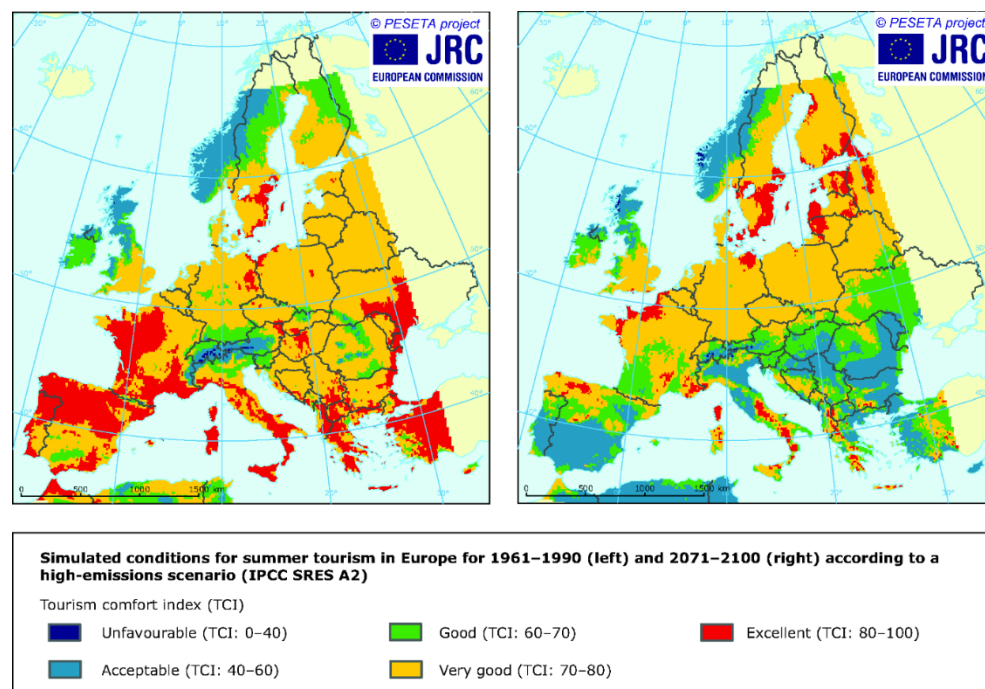 © PESETA project
JRC
EUROPEAN COMMISSION
© PESETA project
JRC
EUROPEAN COMMISSION
0 500 1000 1500 km
0 500 1000 1500 km
Simulated conditions for summer tourism in Europe for 1961–1990 (left) and 2071–2100 (right) according to a
high-emissions scenario (IPCC SRES A2)
Tourism comfort index (TCI)
Unfavourable (TCI: 0–40)
Good (TCI: 60–70)
Excellent (TCI: 80–100)
Acceptable (TCI: 40–60)
Very good (TCI: 70–80)